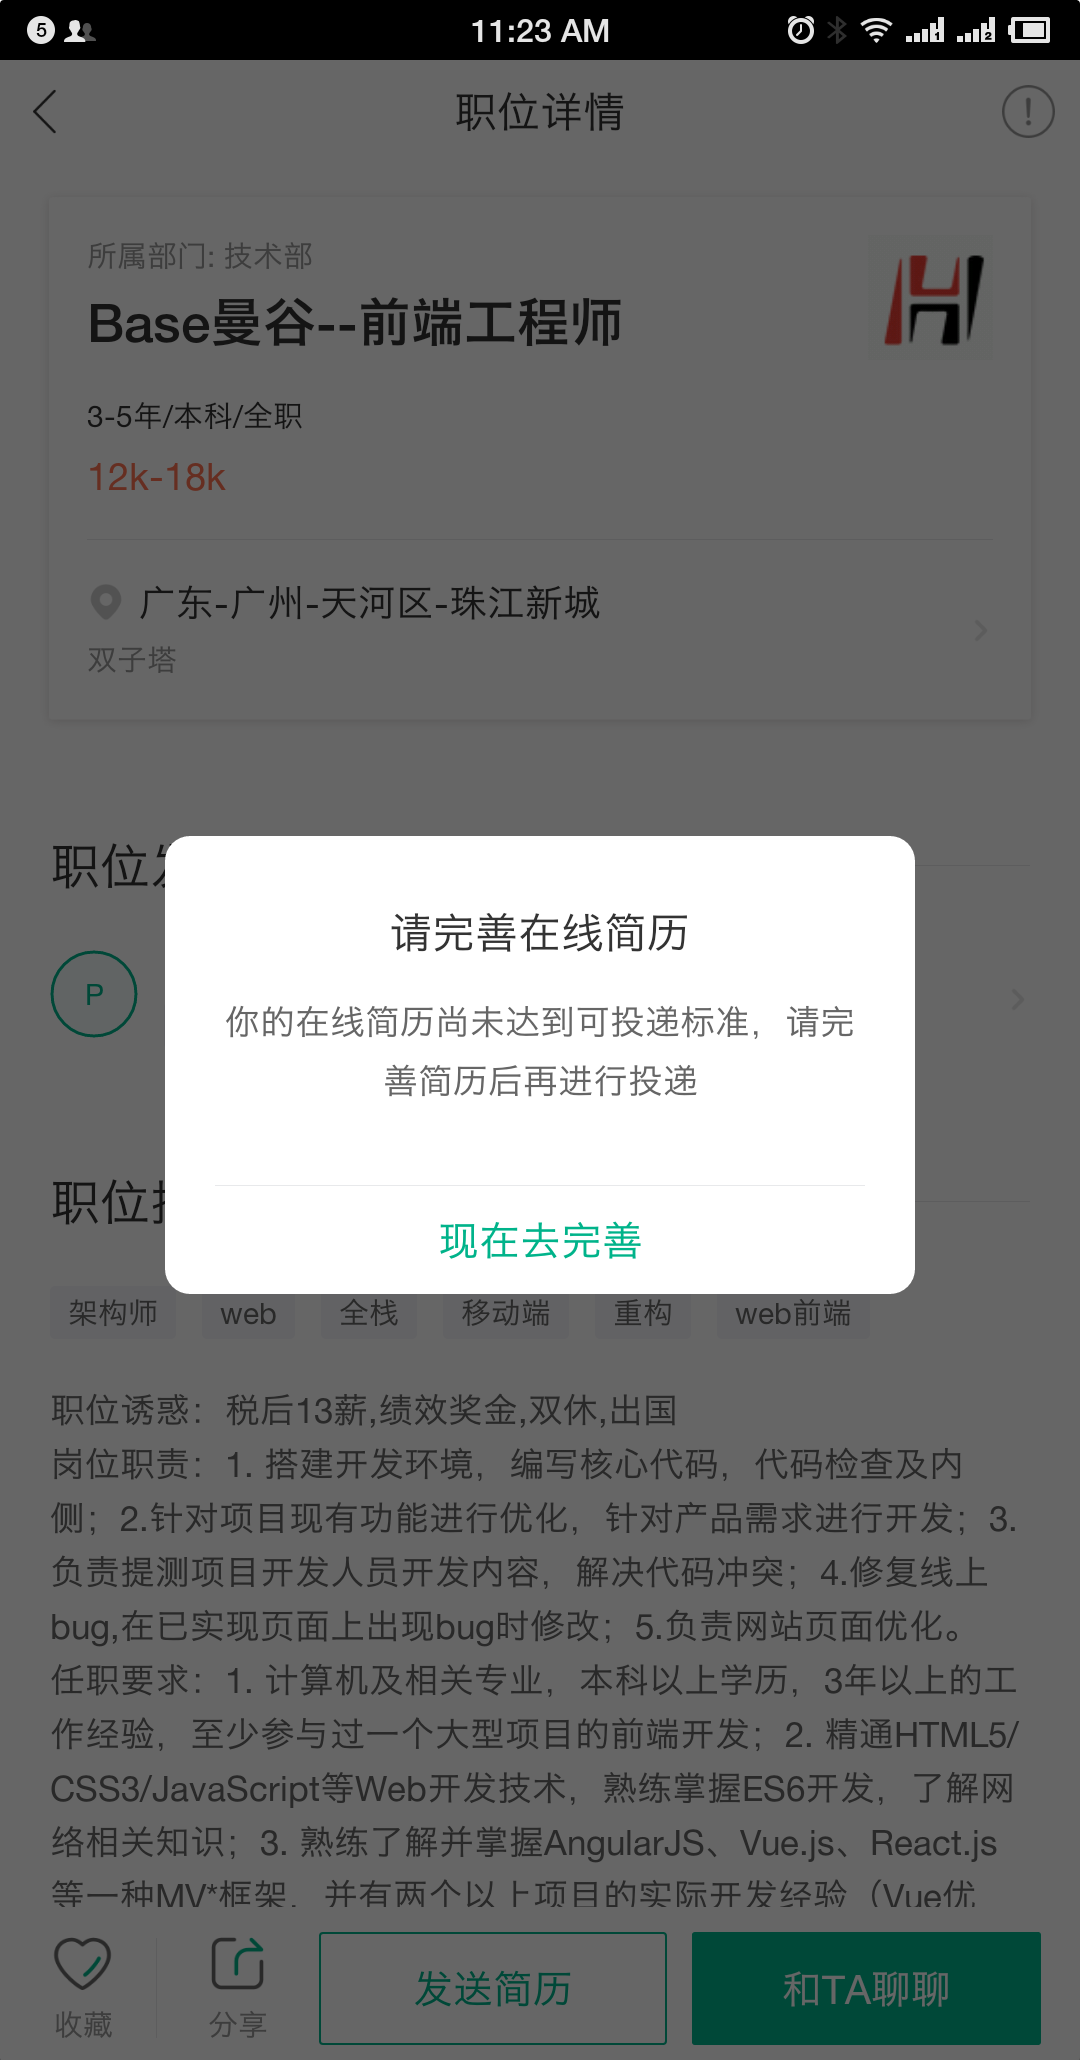 5
11:23 AM
1
2
职位详情
!
所属部门: 技术部
Base曼谷--前端工程师
H
3-5年/本科/全职
12k-18k
广东-广州-天河区-珠江新城
双子塔
职位
请完善在线简历
P
你的在线简历尚未达到可投递标准，请完
善简历后再进行投递
职位
现在去完善
架构师 web 全栈 移动端 重构 web前端
职位诱惑：税后13薪,绩效奖金,双休,出国
岗位职责：1. 搭建开发环境，编写核心代码，代码检查及内
侧；2.针对项目现有功能进行优化，针对产品需求进行开发；3.
负责提测项目开发人员开发内容，解决代码冲突；4.修复线上
bug,在已实现页面上出现bug时修改；5.负责网站页面优化。
任职要求：1. 计算机及相关专业，本科以上学历，3年以上的工
作经验，至少参与过一个大型项目的前端开发；2. 精通HTML5/
CSS3/JavaScript等Web开发技术，熟练掌握ES6开发，了解网
络相关知识；3. 熟练了解并掌握AngularJS、Vue.js、React.js
等一种MV*框架，并有两个以上项目的实际开发经验（Vue优
收藏
分享
发送简历
和TA聊聊